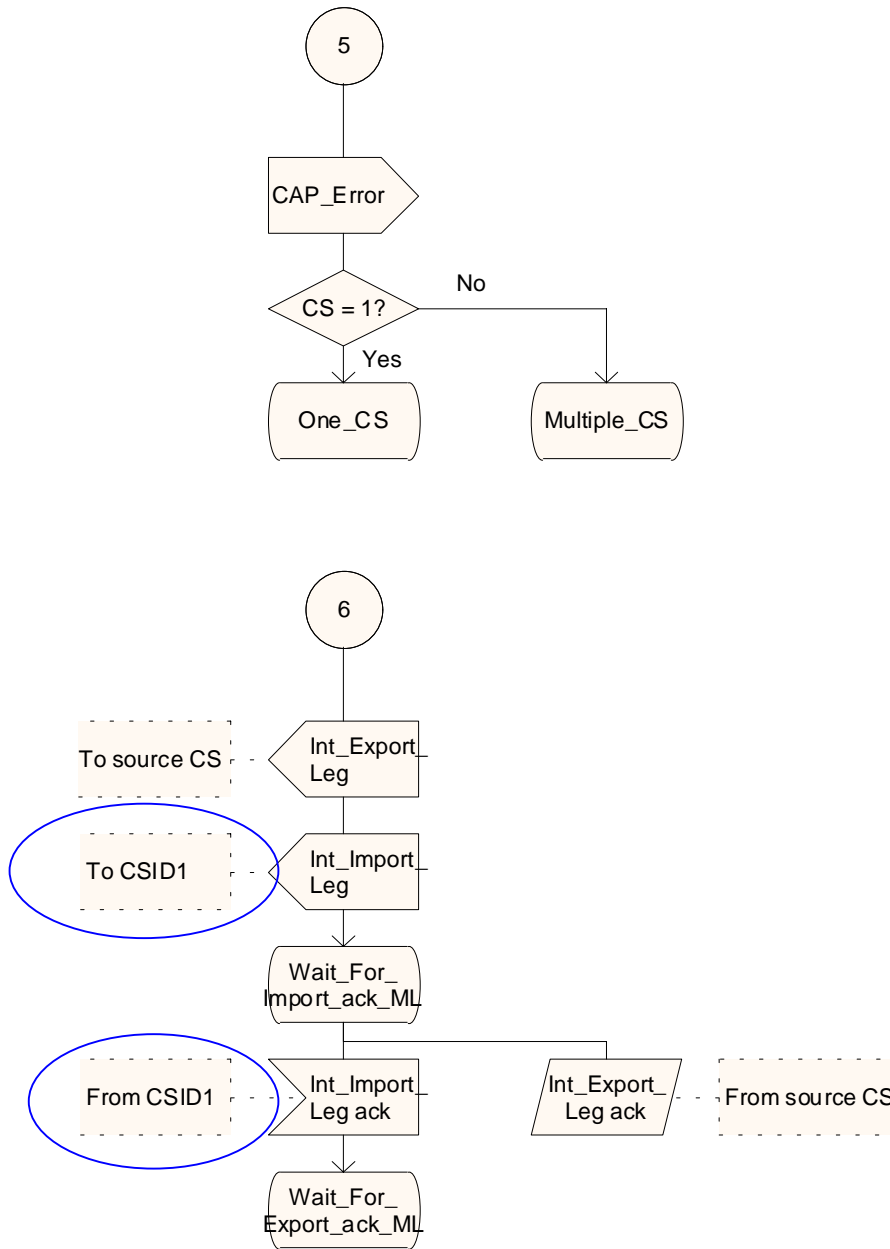 5
CAP_Error
No
CS = 1?
Yes
One_CS
Multiple_CS
6
To source CS
Int_Export_
Leg
To CSID1
Int_Import_
Leg
Wait_For_
Import_ack_ML
From CSID1
Int_Import_
Leg ack
Int_Export_
Leg ack
From source CS
Wait_For_
Export_ack_ML